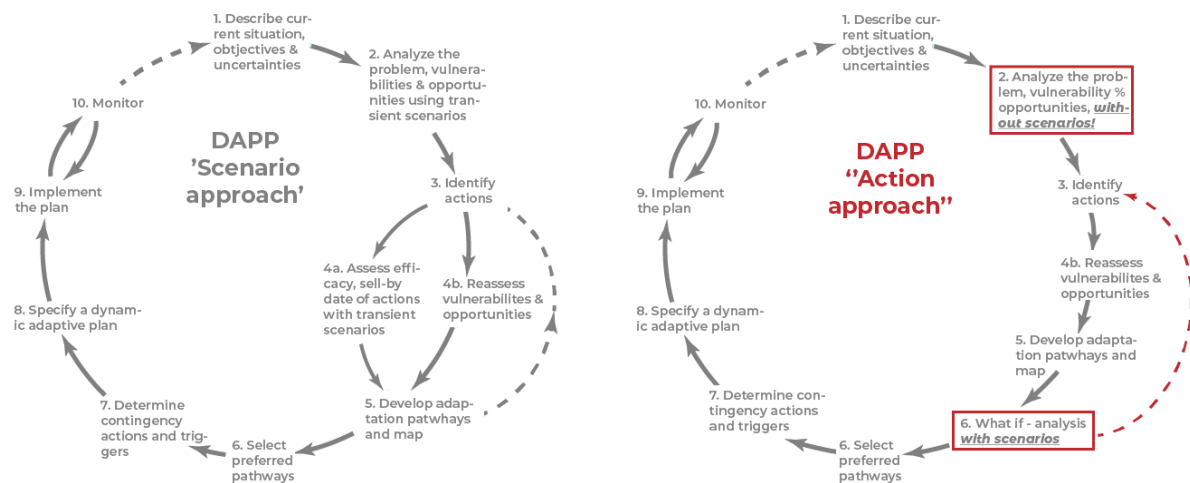 1. Describe cur-
rent situation,
obtjectives &
uncertainties
2. Analyze the
problem, vulnera-
bilities & opportu-
nities using tran-
sient scenarios
3. Identify
actions
4a. Assess effi-
cacy, sell-by
date of actions
with transient
scenarios
4b. Reassess
vulnerabilites &
opportunities
5. Develop adap-
tation patwhays
and map
6. Select
preferred
pathways
7. Determine
contingency
actions and trig-
gers
8. Specify a dynam-
ic adaptive plan
9. Implement
the plan
10. Monitor
DAPP
’Scenario
approach’
1. Describe cur-
rent situation,
obtjectives &
uncertainties
2. Analyze the prob-
lem, vulnerability %
opportunities, with-
out scenarios!
3. Identify
actions
4b. Reassess
vulnerabilites &
opportunities
5. Develop adapta-
tion patwhays and
map
6. What if - analysis
with scenarios
6. Select
preferred
pathways
7. Determine con-
tingency actions
and triggers
8. Specify a dynam-
ic adaptive plan
9. Implement
the plan
10. Monitor
DAPP
‘’Action
approach’’